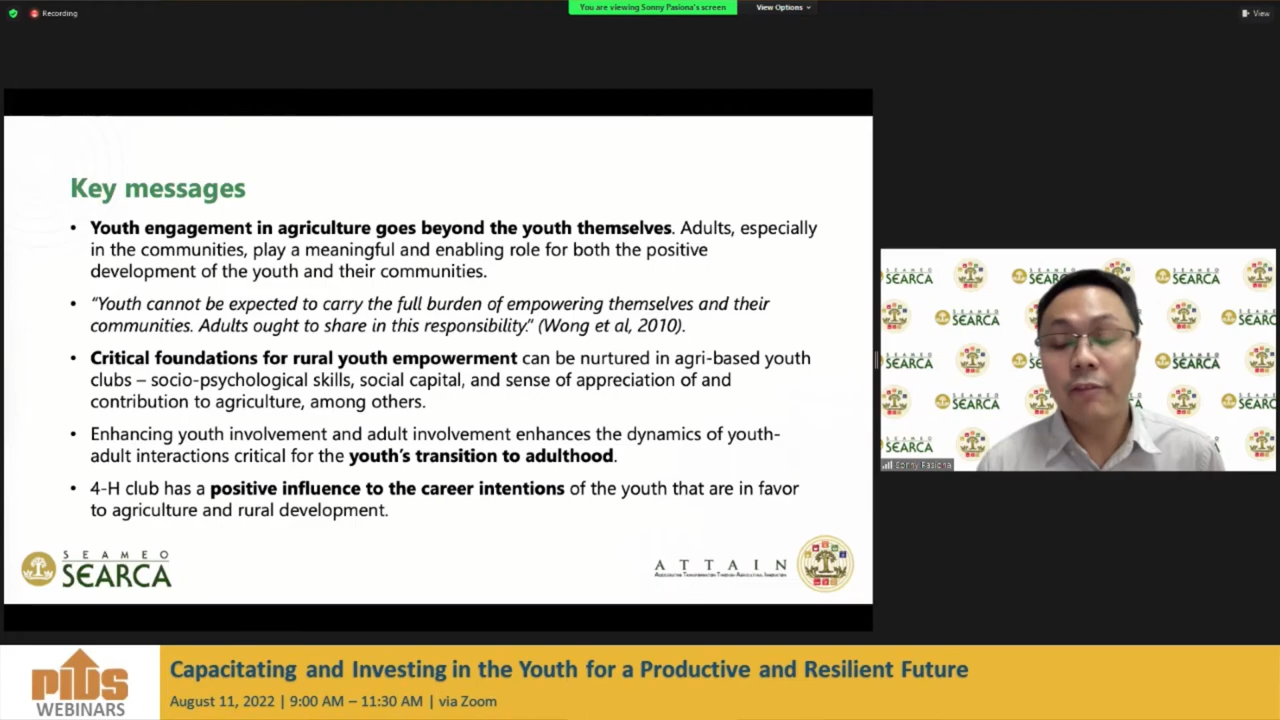 Recording
You are viewing Sonny Pasiona's screen
View Options
View
Key messages
• Youth engagement in agriculture goes beyond the youth themselves. Adults, especially
in the communities, play a meaningful and enabling role for both the positive
development of the youth and their communities.
• “Youth cannot be expected to carry the full burden of empowering themselves and their
communities. Adults ought to share in this responsibility.” (Wong et al, 2010).
• Critical foundations for rural youth empowerment can be nurtured in agri-based youth
clubs – socio-psychological skills, social capital, and sense of appreciation of and
contribution to agriculture, among others.
• Enhancing youth involvement and adult involvement enhances the dynamics of youth-
adult interactions critical for the youth’s transition to adulthood.
• 4-H club has a positive influence to the career intentions of the youth that are in favor
to agriculture and rural development.
SEAMEO
SEARCA
ATTAIN
Accelerating Transformation Through Agricultural Innovation
SEAMEO
SEARCA
Sonny Pasiona
PIDS
WEBINARS
Capacitating and Investing in the Youth for a Productive and Resilient Future
August 11, 2022 | 9:00 AM – 11:30 AM | via Zoom